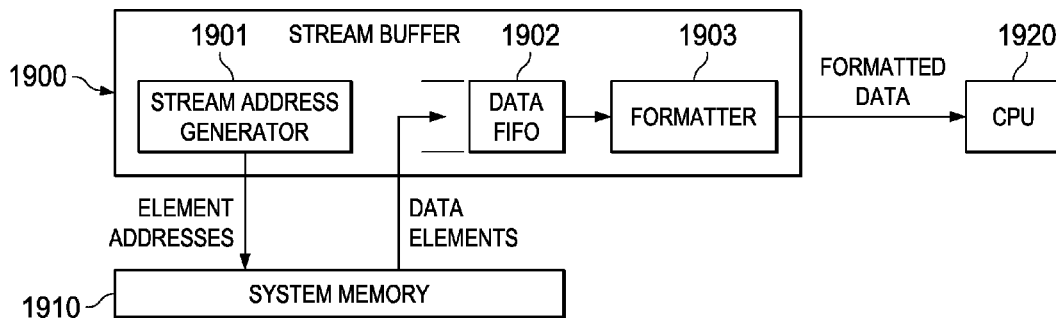 1901
STREAM BUFFER
1902
1903
1920
1900
STREAM ADDRESS
GENERATOR
DATA
FIFO
FORMATTER
FORMATTED
DATA
CPU
ELEMENT
ADDRESSES
DATA
ELEMENTS
SYSTEM MEMORY
1910